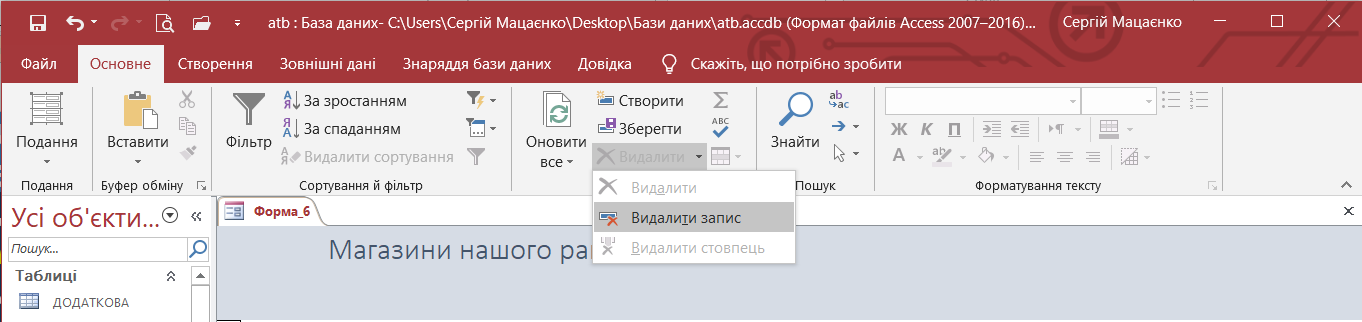 atb : База даних- C:\Users\Сергій Мацаєнко\Desktop\Бази даних\atb.accdb (Формат файлів Access 2007–2016)... Сергій Мацаєнко
Файл Основне Створення Зовнішні дані Знаряддя бази даних Довідка Скажіть, що потрібно зробити
Подання
Подання
Вставити
Буфер обміну
Фільтр
За зростанням
За спаданням
Видалити сортування
Сортування й фільтр
Оновити
все
Створити
Зберегти
Видалити
Видалити
Видалити запис
Видалити стовпець
Знайти
Пошук
Ж К П
А
Форматування тексту
Усі об'єкти...
Пошук...
Таблиці
ДОДАТКОВА
Форма_6
Магазини нашого